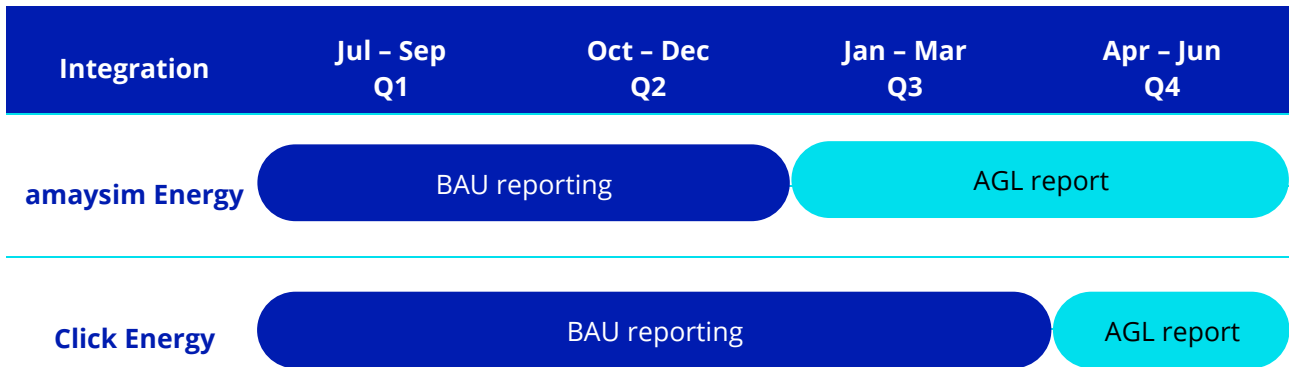 Integration
Jul – Sep
Q1
Oct – Dec
Q2
Jan – Mar
Q3
Apr – Jun
Q4
amaysim Energy
BAU reporting
AGL report
Click Energy
BAU reporting
AGL report